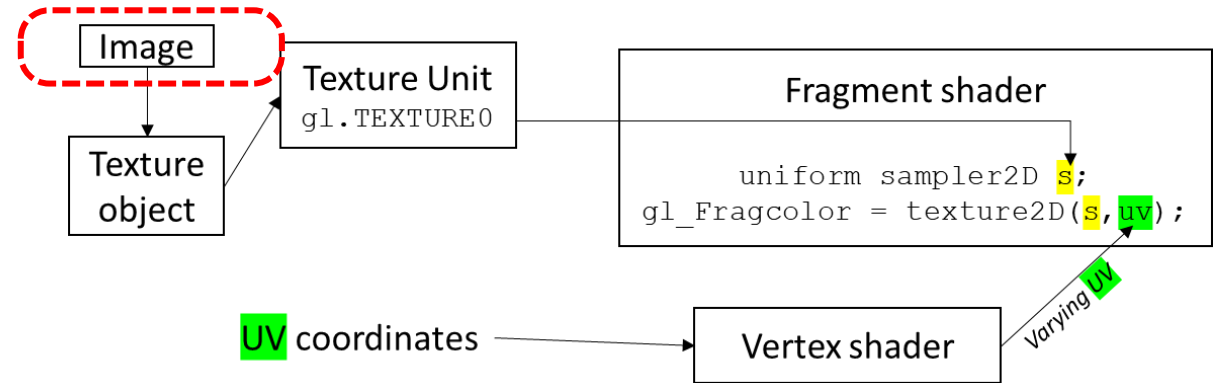 Image
Texture Unit
gl.TEXTURE0
Texture
object
Fragment shader
uniform sampler2D s;
gl_Fragcolor = texture2D(s,uv);
Varying UV
UV coordinates
Vertex shader